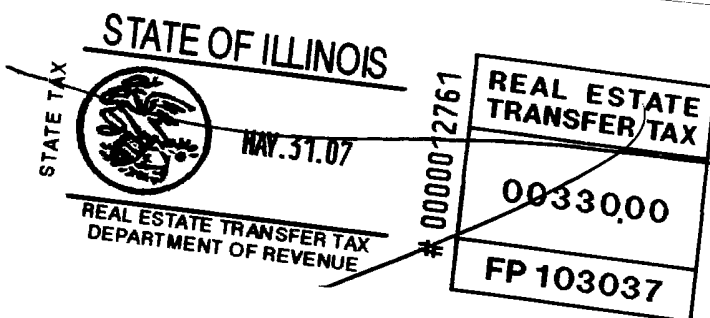 STATE OF ILLINOIS
STATE TAX
MAY.31.07
REAL ESTATE TRANSFER TAX
DEPARTMENT OF REVENUE
# 0000012761
REAL ESTATE
TRANSFER TAX
0033000
FP 103037